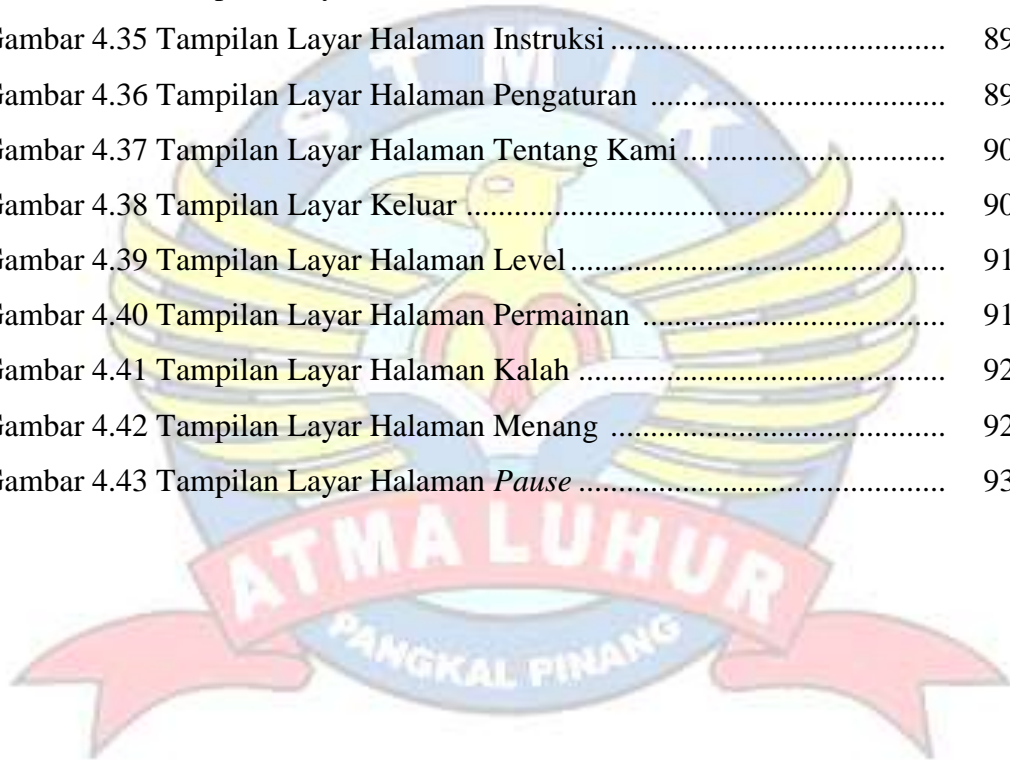 Gambar 4.35 Tampilan Layar Halaman Instruksi ........................................ 89
Gambar 4.36 Tampilan Layar Halaman Pengaturan .................................... 89
Gambar 4.37 Tampilan Layar Halaman Tentang Kami ................................ 90
Gambar 4.38 Tampilan Layar Keluar .......................................................... 90
Gambar 4.39 Tampilan Layar Halaman Level ............................................. 91
Gambar 4.40 Tampilan Layar Halaman Permainan ..................................... 91
Gambar 4.41 Tampilan Layar Halaman Kalah ............................................ 92
Gambar 4.42 Tampilan Layar Halaman Menang ......................................... 92
Gambar 4.43 Tampilan Layar Halaman Pause ............................................ 93
STMIK
ATMA LUHUR
PANGKAL PINANG